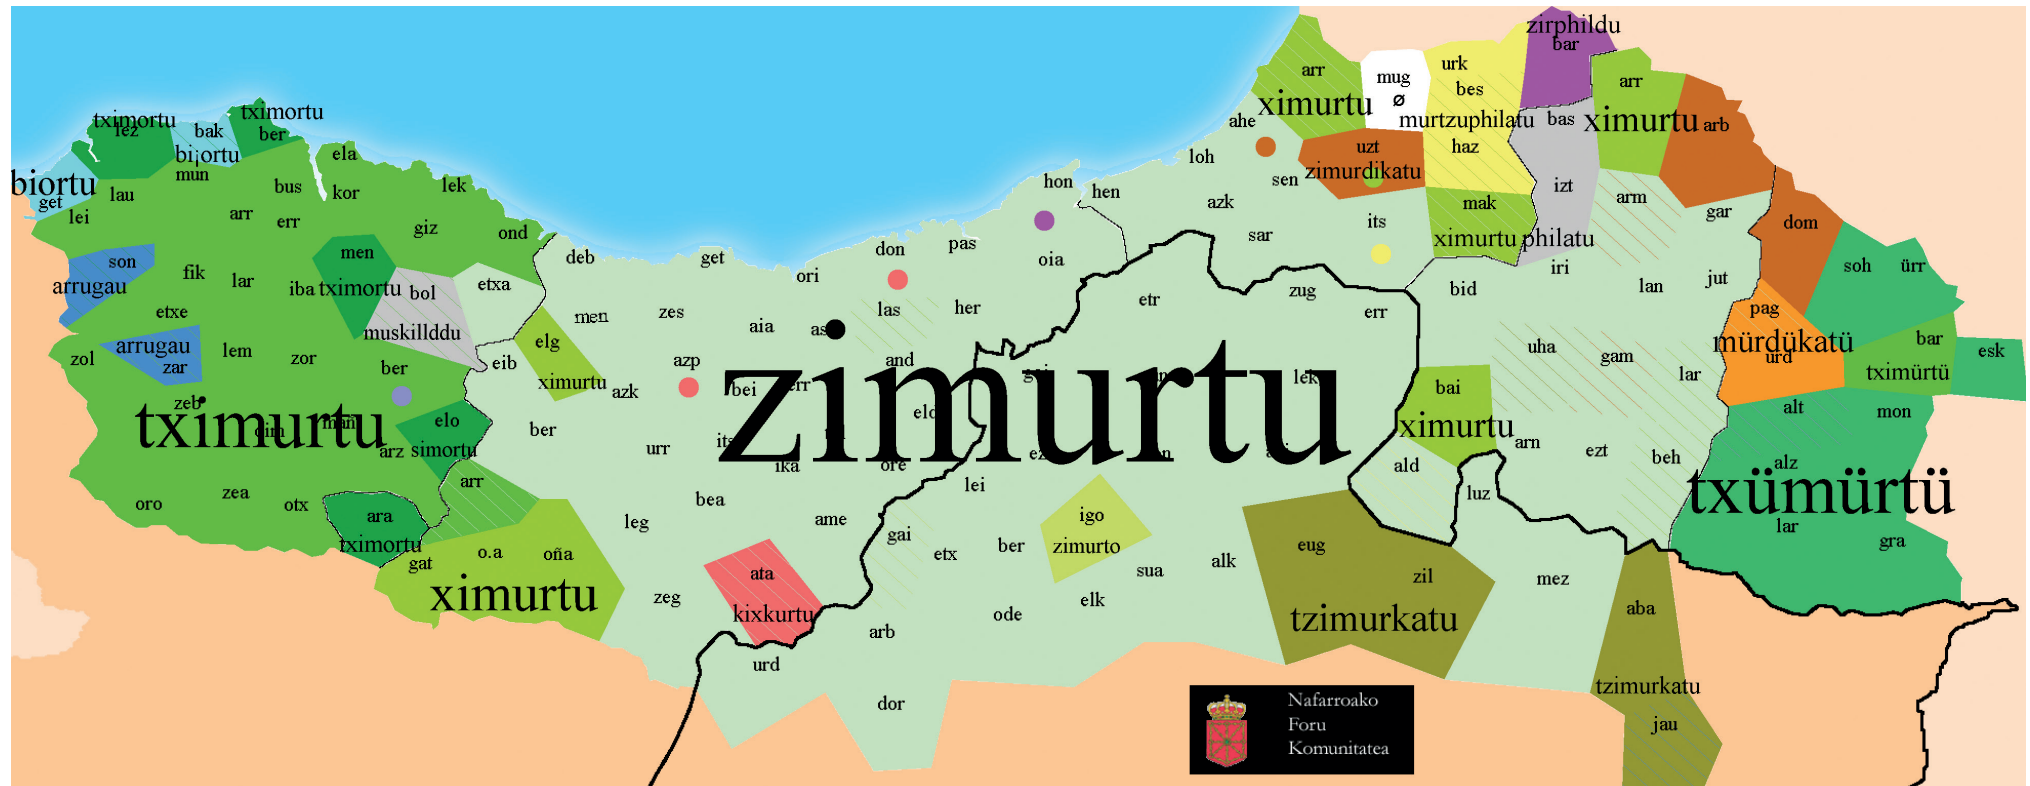 zirphildu
bar
arr
mug
ø
urk
bes
ximurtu
murtzuphilatu
bas
arr
ximurtu
arb
tximortu
lez
bak
tximortu
ber
bi¡ortu
mun
ela
ahe
loh
uzt
zimurdikatu
haz
sen
izt
arm
gar
biortu
get
lau
lei
bus
kor
lek
arr
err
giz
ond
hon
hen
azk
sar
its
mak
ximurtu
philatu
dom
son
arrugau
fik
lar
men
iba
tximortu
bol
etxa
deb
get
ori
don
pas
oia
iri
bid
lan
jut
soh
ürr
etxe
muskillddu
men
zes
aia
as
las
her
etr
zug
err
pag
mürdükatü
urd
bar
tximürtü
esk
zol
arrugau
zar
lem
zor
ber
eib
elg
ximurtu
azk
azp
bei
and
zimurtu
lek
uha
gam
lar
bai
ximurtu
zeb
tximurtu
elo
simortu
arz
ber
urr
its
ika
eld
ore
ald
arn
ezt
beh
alt
mon
alz
txümürtü
lar
gra
oro
zea
otx
arr
ara
tximortu
gat
o.a
oña
ximurtu
leg
bea
ame
lei
gai
etx
ber
igo
zimurto
sua
alk
eug
zil
tzimurkatu
luz
mez
zeg
ata
kixkurtu
ode
elk
arb
urd
dor
aba
tzimurkatu
jau
Nafarroako
Foru
Komunitatea